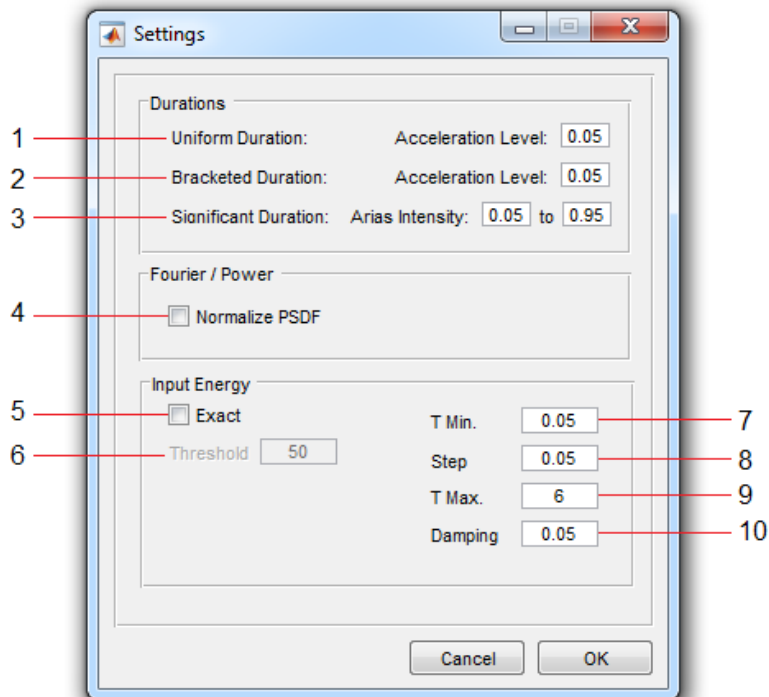 Settings
Durations
1 Uniform Duration: Acceleration Level: 0.05
2 Bracketed Duration: Acceleration Level: 0.05
3 Significant Duration: Arias Intensity: 0.05 to 0.95
Fourier / Power
4 Normalize PSDF
Input Energy
5 Exact T Min. 0.05 7
6 Threshold 50 Step 0.05 8
T Max. 6 9
Damping 0.05 10
Cancel OK